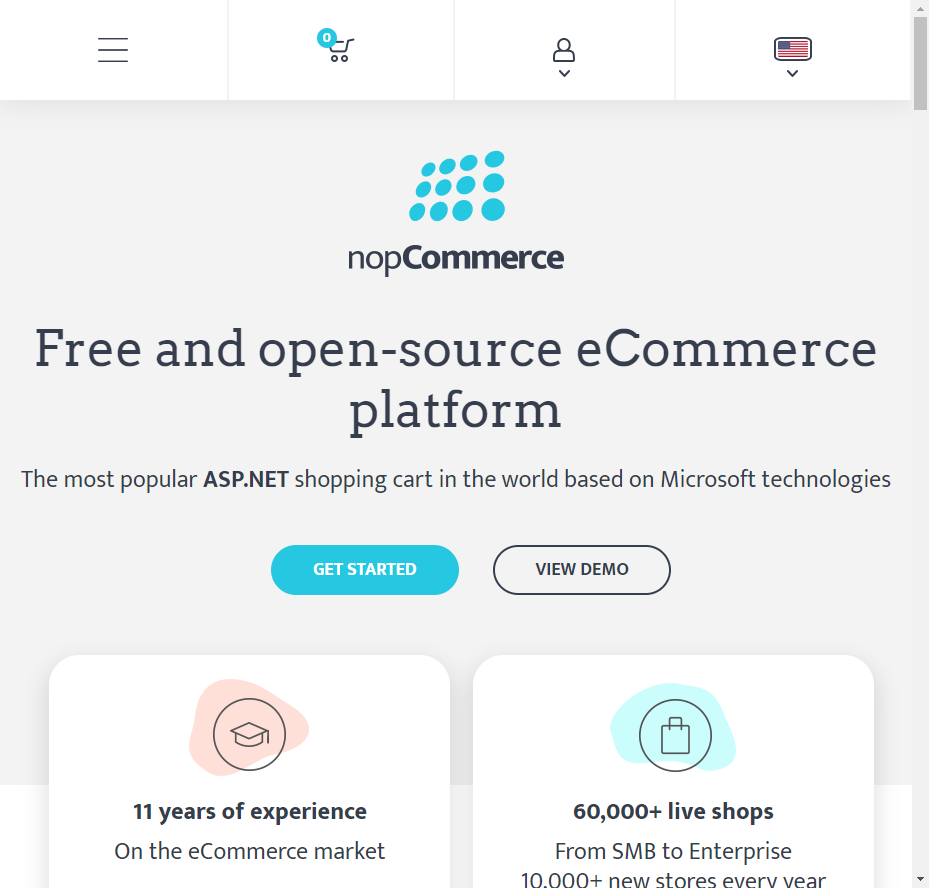 0
nopCommerce
Free and open-source eCommerce
platform
The most popular ASP.NET shopping cart in the world based on Microsoft technologies
GET STARTED
VIEW DEMO
11 years of experience
On the eCommerce market
60,000+ live shops
From SMB to Enterprise
10,000+ new stores every year